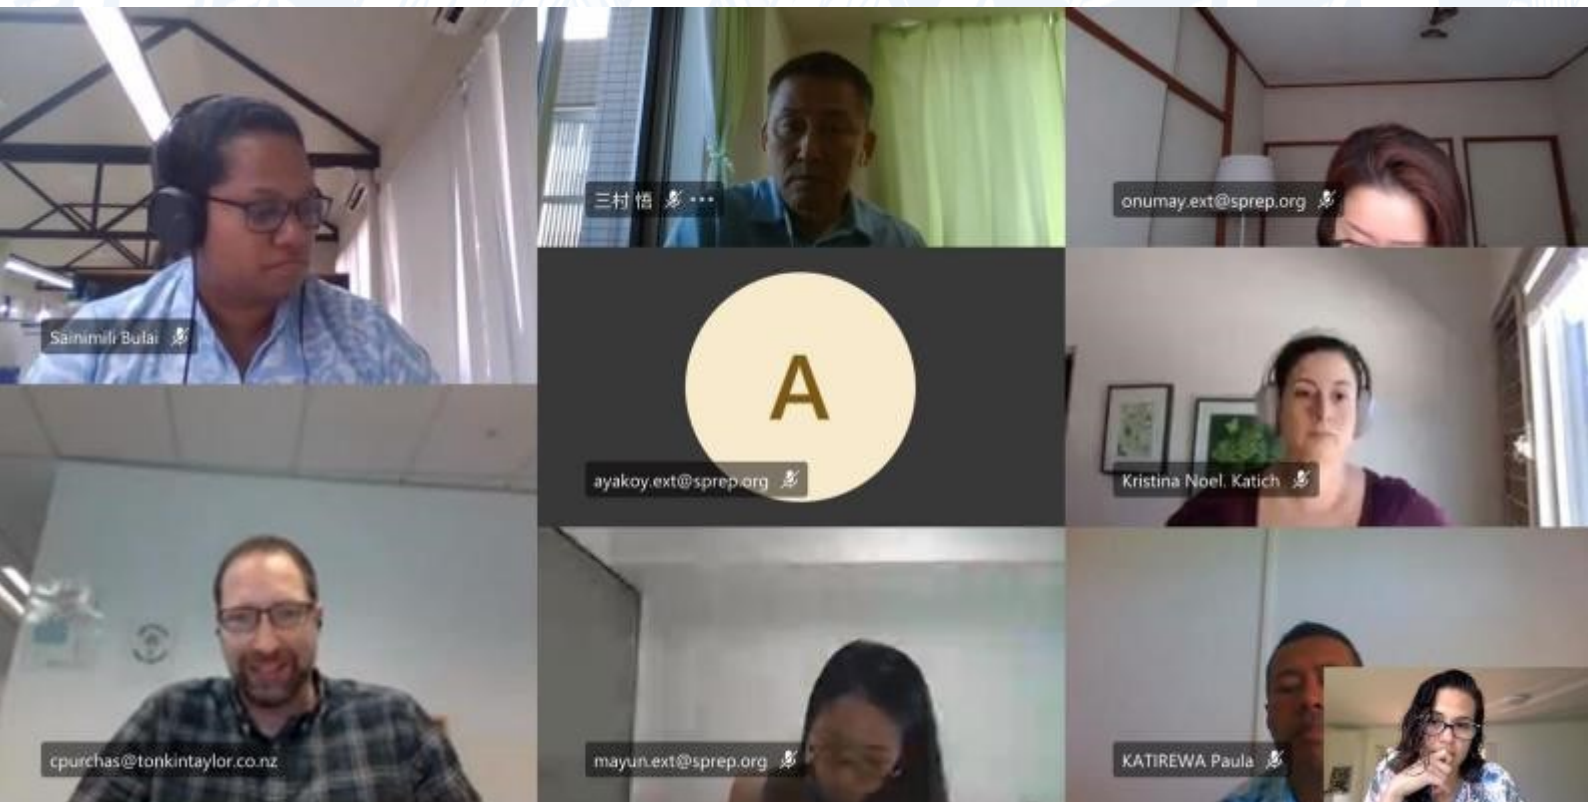 三村 悟
onumay.ext@sprep.org
Sainimili Bulai
A
ayakoy.ext@sprep.org
Kristina Noel. Katich
cpurchas@tonkintaylor.co.nz
mayun.ext@sprep.org
KATIREWA Paula